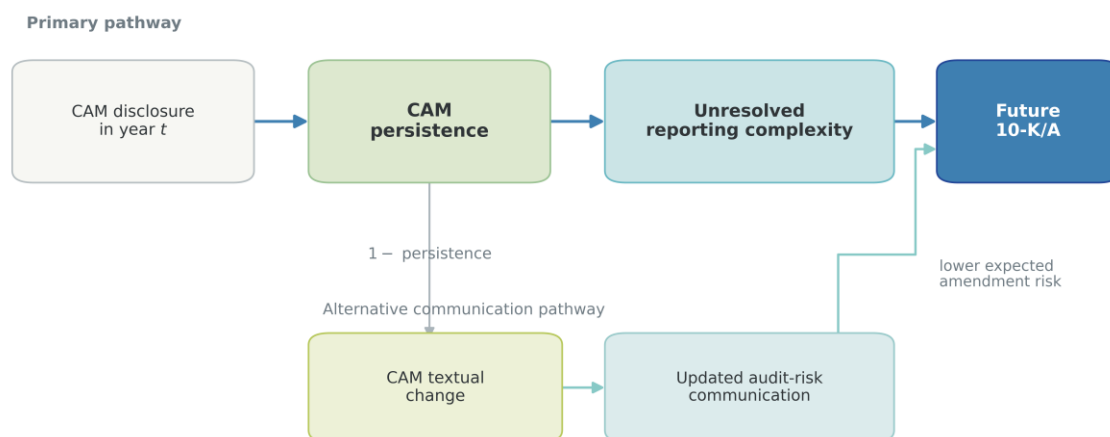 Primary pathway
CAM disclosure
in year t
CAM
persistence
Unresolved
reporting complexity
Future
10-K/A
1 − persistence
lower expected
amendment risk
Alternative communication pathway
CAM textual
change
Updated audit-risk
communication